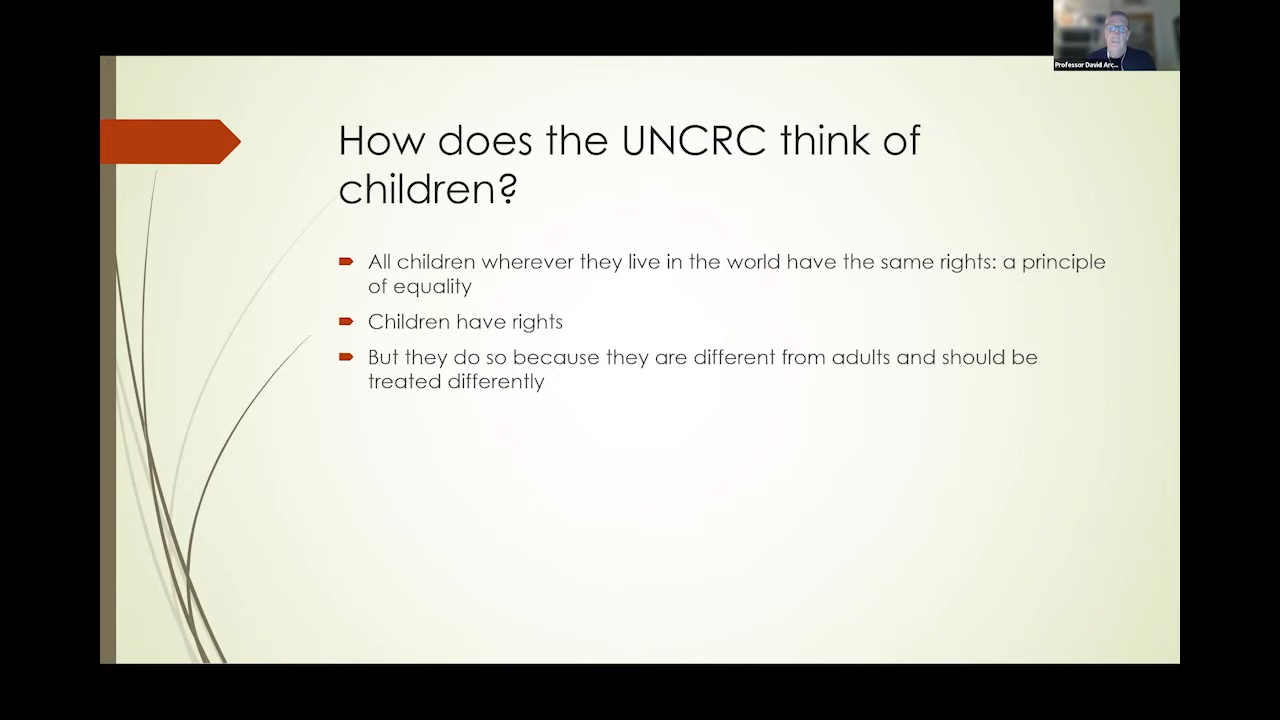 Professor David Arc...
How does the UNCRC think of
children?
All children wherever they live in the world have the same rights: a principle
of equality
Children have rights
But they do so because they are different from adults and should be
treated differently